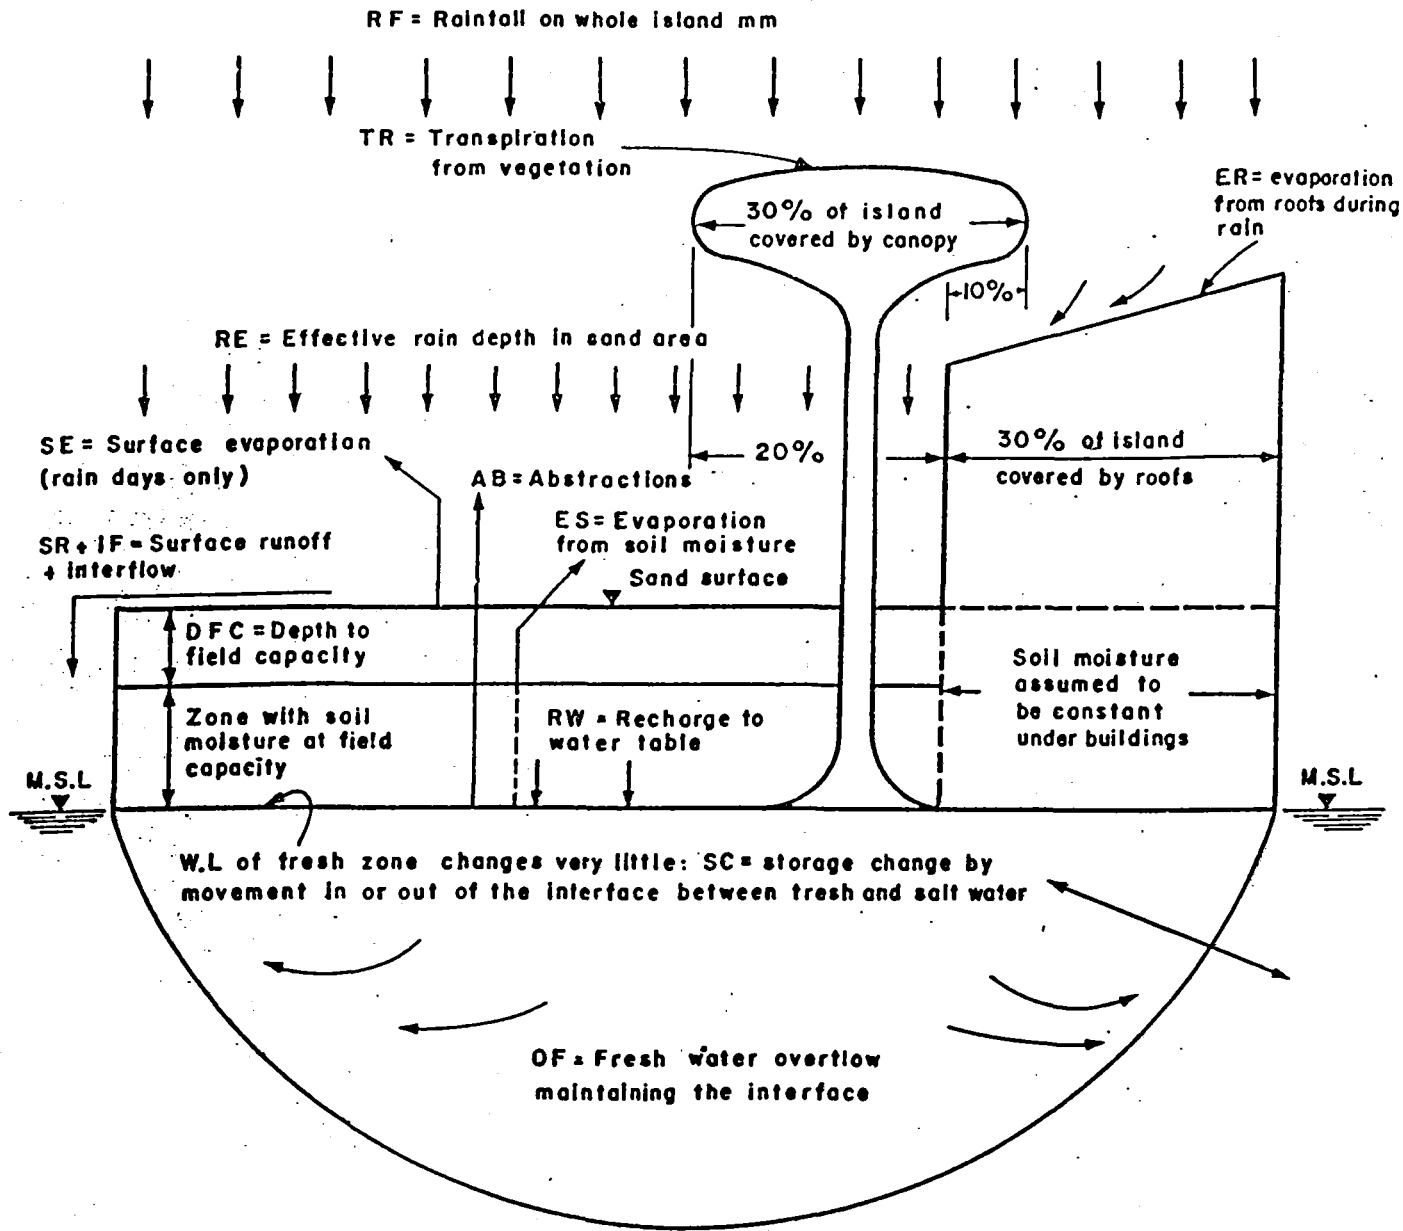 RF = Rainfall on whole island mm
TR = Transpiration
from vegetation
ER = evaporation
from roofs during
rain
30% of island
covered by canopy
10%
RE = Effective rain depth in sand area
SE = Surface evaporation
(rain days only)
20%
30% of island
covered by roofs
AB = Abstractions
ES = Evaporation
from soil moisture
SR + IF = Surface runoff
+ interflow
Sand surface
DFC = Depth to
field capacity
Soil moisture
assumed to
be constant
under buildings
Zone with soil
moisture at field
capacity
RW = Recharge to
water table
M.S.L
M.S.L
W.L of fresh zone changes very little: SC = storage change by
movement in or out of the interface between fresh and salt water
OF = Fresh water overflow
maintaining the interface